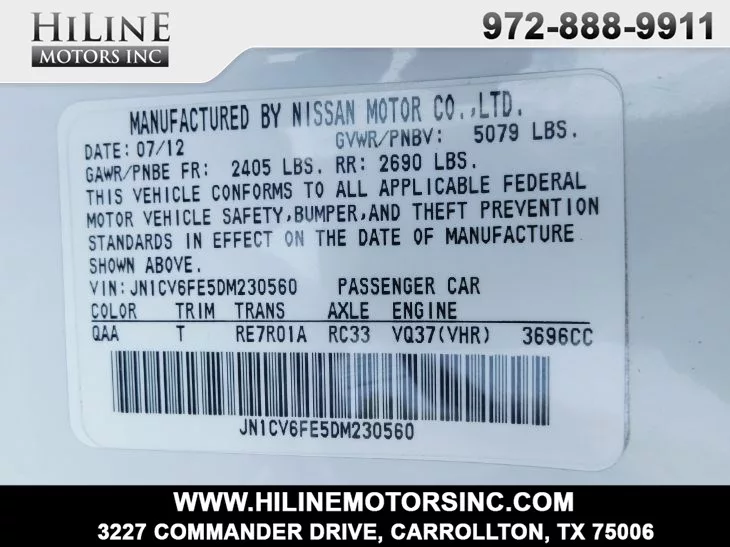 HILINE
MOTORS INC
972-888-9911
MANUFACTURED BY NISSAN MOTOR CO.,LTD.
DATE: 07/12 GVWR/PNBV: 5079 LBS.
GAWR/PNBE FR: 2405 LBS. RR: 2690 LBS.
THIS VEHICLE CONFORMS TO ALL APPLICABLE FEDERAL
MOTOR VEHICLE SAFETY,BUMPER,AND THEFT PREVENTION
STANDARDS IN EFFECT ON THE DATE OF MANUFACTURE
SHOWN ABOVE.
VIN: JN1CV6FE5DM230560 PASSENGER CAR
COLOR TRIM TRANS AXLE ENGINE
QAA T RE7R01A RC33 VQ37(VHR) 3696CC
JN1CV6FE5DM230560
WWW.HILINEMOTORSINC.COM
3227 COMMANDER DRIVE, CARROLLTON, TX 75006